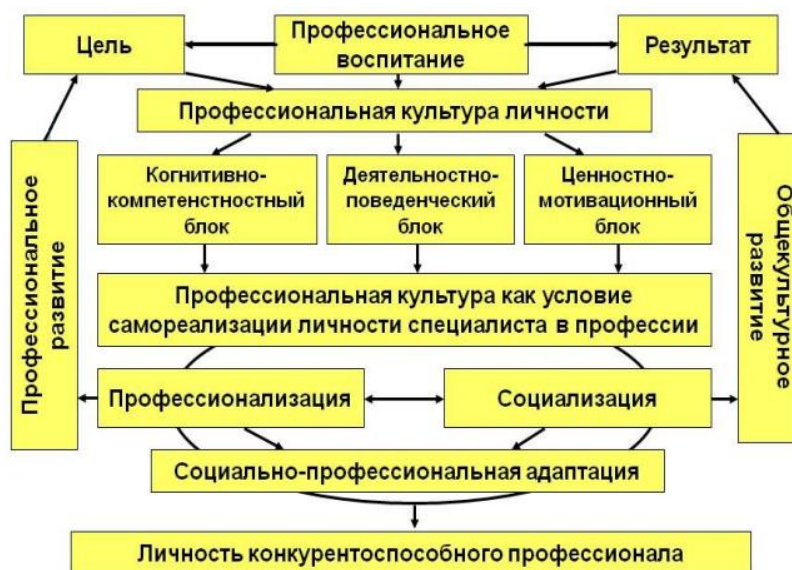 Цель
Профессиональное
воспитание
Результат
Профессиональная культура личности
Профессиональное
развитие
Когнитивно-
компетенстностный
блок
Деятельностно-
поведенческий
блок
Ценностно-
мотивационный
блок
Общекультурное
развитие
Профессиональная культура как условие
самореализации личности специалиста в профессии
Профессионализация
Социализация
Социально-профессиональная адаптация
Личность конкурентоспособного профессионала